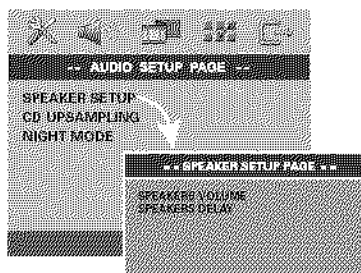 -- AUDIO SETUP PAGE --
SPEAKER SETUP
CD UPSAMPLING
NIGHT MODE
-- SPEAKER SETUP PAGE --
SPEAKERS VOLUME
SPEAKERS DELAY